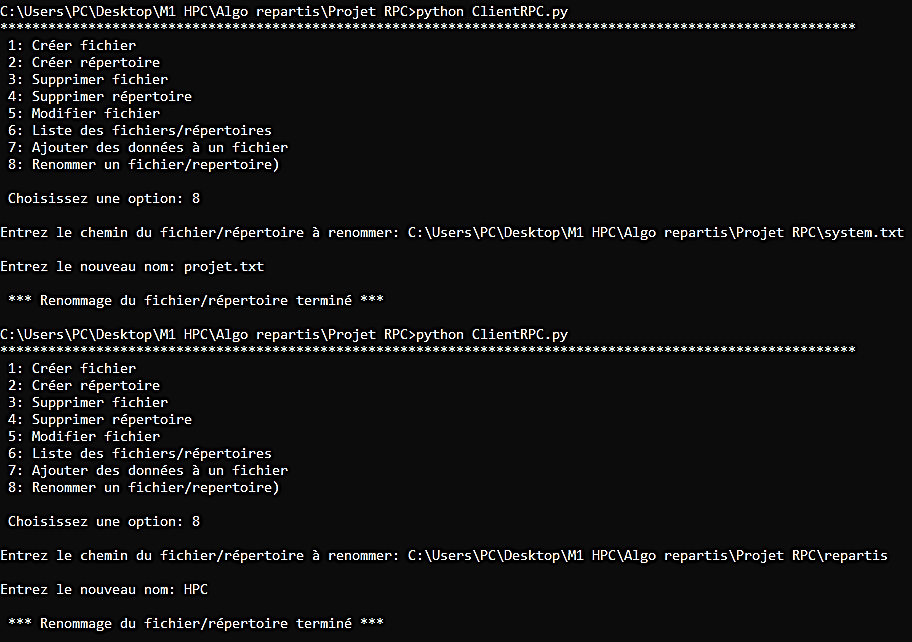 C:\Users\PC\Desktop\M1 HPC\Algo repartis\Projet RPC>python ClientRPC.py
***********************************************************************************************************
1: Créer fichier
2: Créer répertoire
3: Supprimer fichier
4: Supprimer répertoire
5: Modifier fichier
6: Liste des fichiers/répertoires
7: Ajouter des données à un fichier
8: Renommer un fichier/repertoire)
Choisissez une option: 8
Entrez le chemin du fichier/répertoire à renommer: C:\Users\PC\Desktop\M1 HPC\Algo repartis\Projet RPC\system.txt
Entrez le nouveau nom: projet.txt
*** Renommage du fichier/répertoire terminé ***
C:\Users\PC\Desktop\M1 HPC\Algo repartis\Projet RPC>python ClientRPC.py
***********************************************************************************************************
1: Créer fichier
2: Créer répertoire
3: Supprimer fichier
4: Supprimer répertoire
5: Modifier fichier
6: Liste des fichiers/répertoires
7: Ajouter des données à un fichier
8: Renommer un fichier/repertoire)
Choisissez une option: 8
Entrez le chemin du fichier/répertoire à renommer: C:\Users\PC\Desktop\M1 HPC\Algo repartis\Projet RPC\repartis
Entrez le nouveau nom: HPC
*** Renommage du fichier/répertoire terminé ***